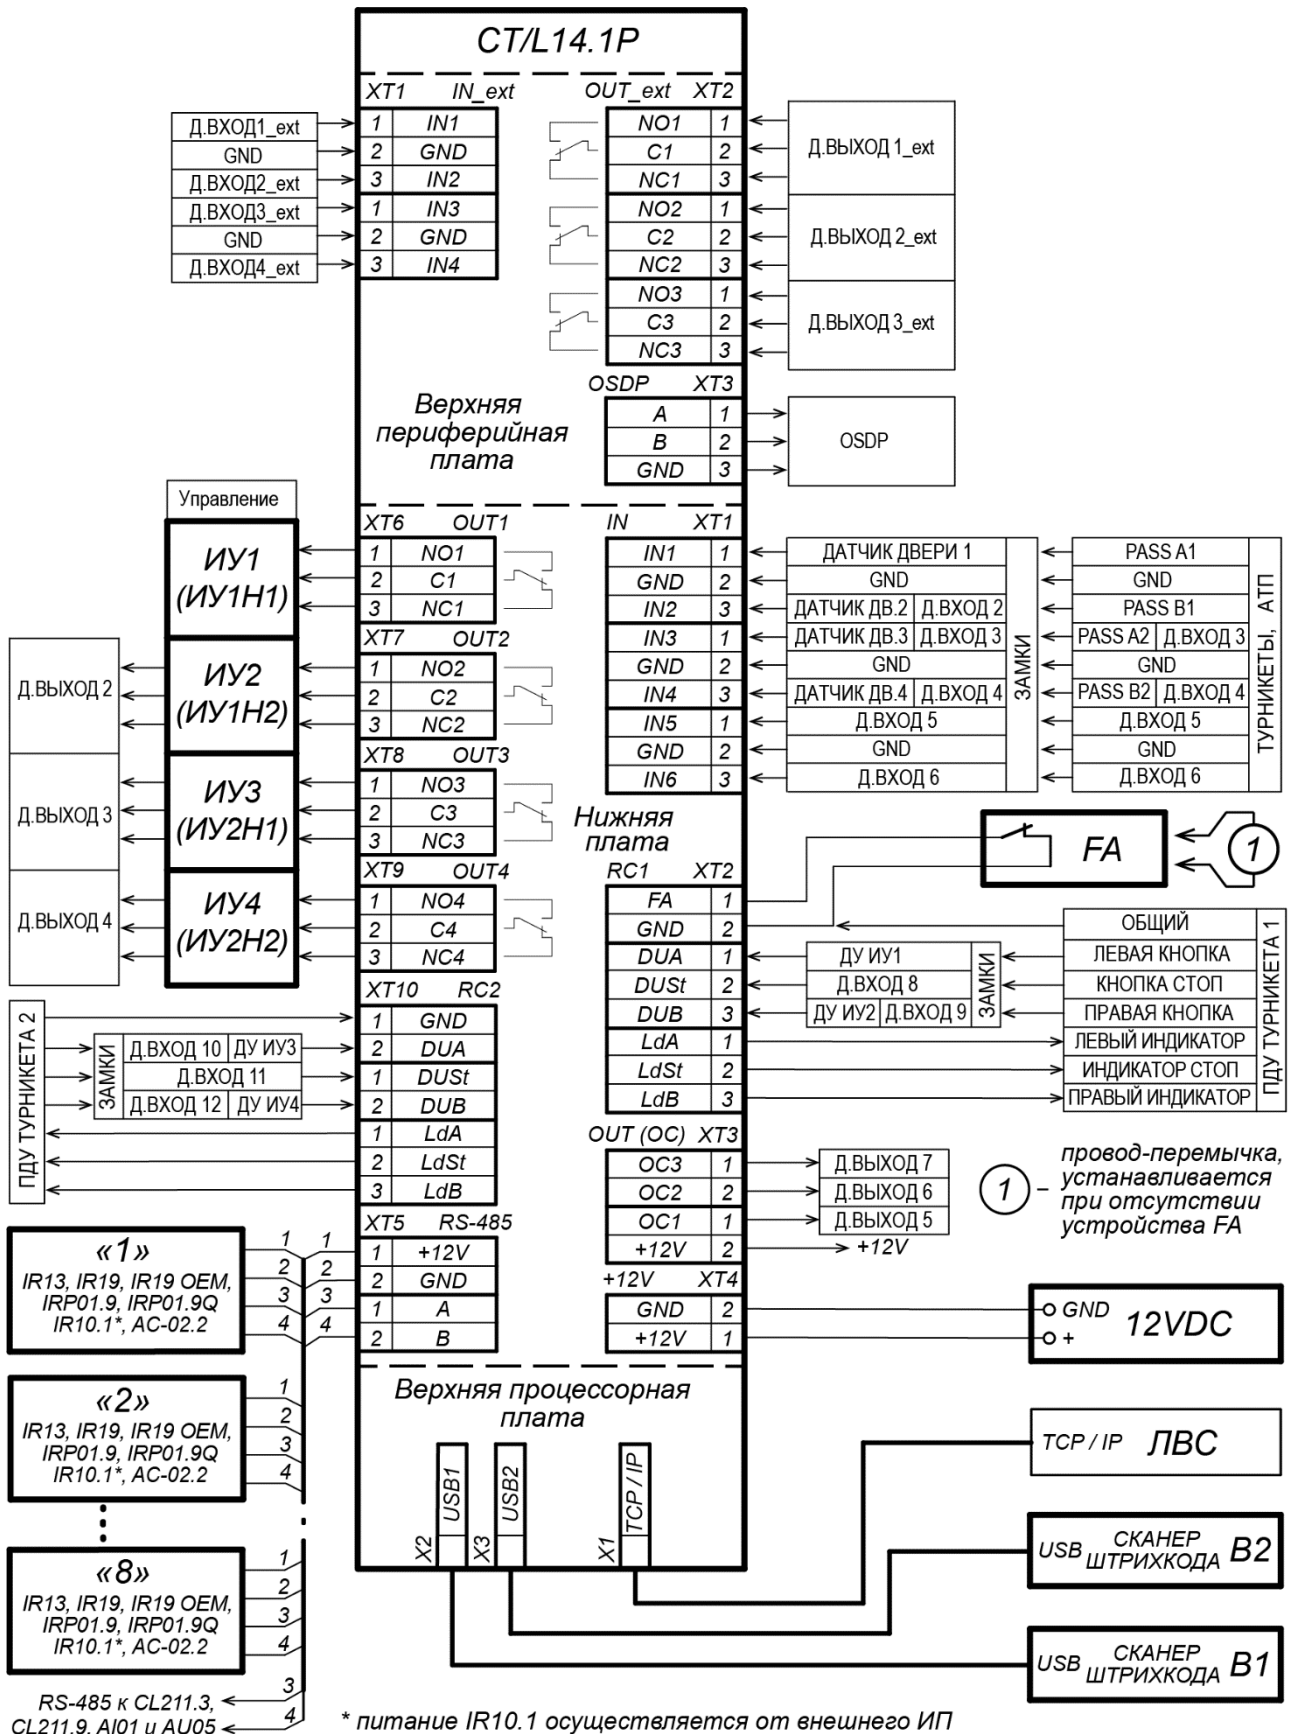 CT/L14.1P
XT1 IN_ext
OUT_ext XT2
Д.ВХОД1_ext 1 IN1
GND 2 GND
Д.ВХОД2_ext 3 IN2
Д.ВХОД3_ext 1 IN3
GND 2 GND
Д.ВХОД4_ext 3 IN4
NO1 1
C1 2 Д.ВЫХОД 1_ext
NC1 3
NO2 1
C2 2 Д.ВЫХОД 2_ext
NC2 3
NO3 1
C3 2 Д.ВЫХОД 3_ext
NC3 3
OSDP XT3
A 1
B 2 OSDP
GND 3
Верхняя
периферийная
плата
Управление
XT6 OUT1
ИУ1
(ИУ1Н1)
1 NO1
2 C1
3 NC1
XT7 OUT2
Д.ВЫХОД 2
ИУ2
(ИУ1Н2)
1 NO2
2 C2
3 NC2
XT8 OUT3
Д.ВЫХОД 3
ИУ3
(ИУ2Н1)
1 NO3
2 C3
3 NC3
XT9 OUT4
Д.ВЫХОД 4
ИУ4
(ИУ2Н2)
1 NO4
2 C4
3 NC4
IN XT1
IN1 1 ДАТЧИК ДВЕРИ 1 PASS A1
GND 2 GND GND
IN2 3 ДАТЧИК ДВ.2 Д.ВХОД 2 PASS B1
IN3 1 ДАТЧИК ДВ.3 Д.ВХОД 3 PASS A2 Д.ВХОД 3
GND 2 GND GND
IN4 3 ДАТЧИК ДВ.4 Д.ВХОД 4 PASS B2 Д.ВХОД 4
IN5 1 Д.ВХОД 5 Д.ВХОД 5
GND 2 GND GND
IN6 3 Д.ВХОД 6 Д.ВХОД 6
ЗАМКИ
ТУРНИКЕТЫ, АТП
Нижняя
плата
FA
1
RC1 XT2
FA 1
GND 2 ОБЩИЙ
DUA 1 ДУ ИУ1 ЛЕВАЯ КНОПКА
DUSt 2 Д.ВХОД 8 КНОПКА СТОП
DUB 3 ДУ ИУ2 Д.ВХОД 9 ПРАВАЯ КНОПКА
LdA 1 ЛЕВЫЙ ИНДИКАТОР
LdSt 2 ИНДИКАТОР СТОП
LdB 3 ПРАВЫЙ ИНДИКАТОР
ЗАМКИ
ПДУ ТУРНИКЕТА 1
XT10 RC2
1 GND
Д.ВХОД 10 ДУ ИУ3 2 DUA
Д.ВХОД 11 1 DUSt
Д.ВХОД 12 ДУ ИУ4 2 DUB
1 LdA
2 LdSt
3 LdB
ПДУ ТУРНИКЕТА 2
ЗАМКИ
OUT (OC) XT3
OC3 1 Д.ВЫХОД 7
OC2 2 Д.ВЫХОД 6
OC1 1 Д.ВЫХОД 5
+12V 2 +12V
1 – провод-перемычка,
устанавливается
при отсутствии
устройства FA
XT5 RS-485
1 1 1 +12V
2 2 2 GND
3 3 1 A
4 4 2 B
«1»
IR13, IR19, IR19 OEM,
IRP01.9, IRP01.9Q
IR10.1*, AC-02.2
+12V XT4
GND 2 GND
+12V 1 +
12VDC
«2»
IR13, IR19, IR19 OEM,
IRP01.9, IRP01.9Q
IR10.1*, AC-02.2
1
2
3
4
Верхняя процессорная
плата
X2 USB1
X3 USB2
X1 TCP / IP
TCP / IP ЛВС
USB СКАНЕР
ШТРИХКОДА B2
USB СКАНЕР
ШТРИХКОДА B1
«8»
IR13, IR19, IR19 OEM,
IRP01.9, IRP01.9Q
IR10.1*, AC-02.2
1
2
3
4
RS-485 к CL211.3, 3
CL211.9, AI01 и AU05 4
* питание IR10.1 осуществляется от внешнего ИП